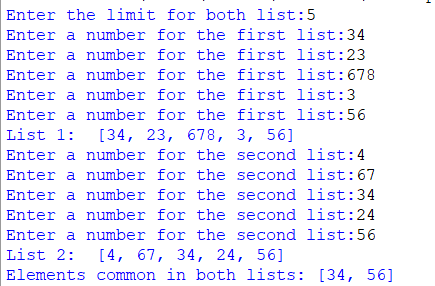 Enter the limit for both list:5
Enter a number for the first list:34
Enter a number for the first list:23
Enter a number for the first list:678
Enter a number for the first list:3
Enter a number for the first list:56
List 1:  [34, 23, 678, 3, 56]
Enter a number for the second list:4
Enter a number for the second list:67
Enter a number for the second list:34
Enter a number for the second list:24
Enter a number for the second list:56
List 2:  [4, 67, 34, 24, 56]
Elements common in both lists: [34, 56]